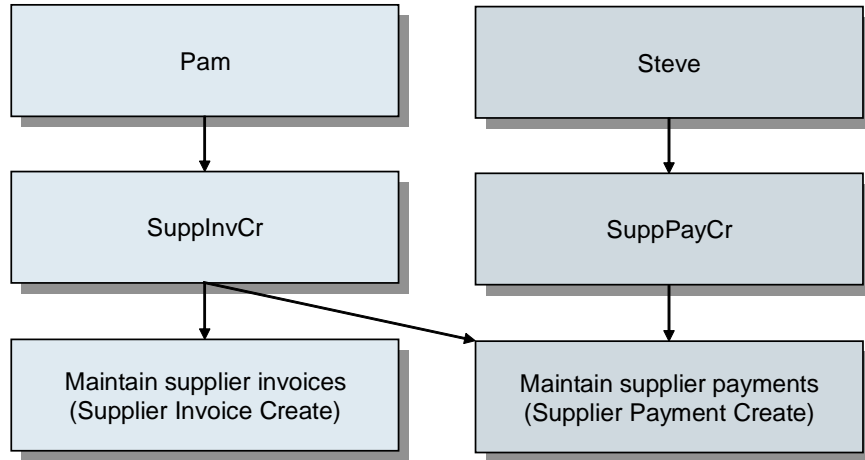 Pam
Steve
SuppInvCr
SuppPayCr
Maintain supplier invoices
(Supplier Invoice Create)
Maintain supplier payments
(Supplier Payment Create)